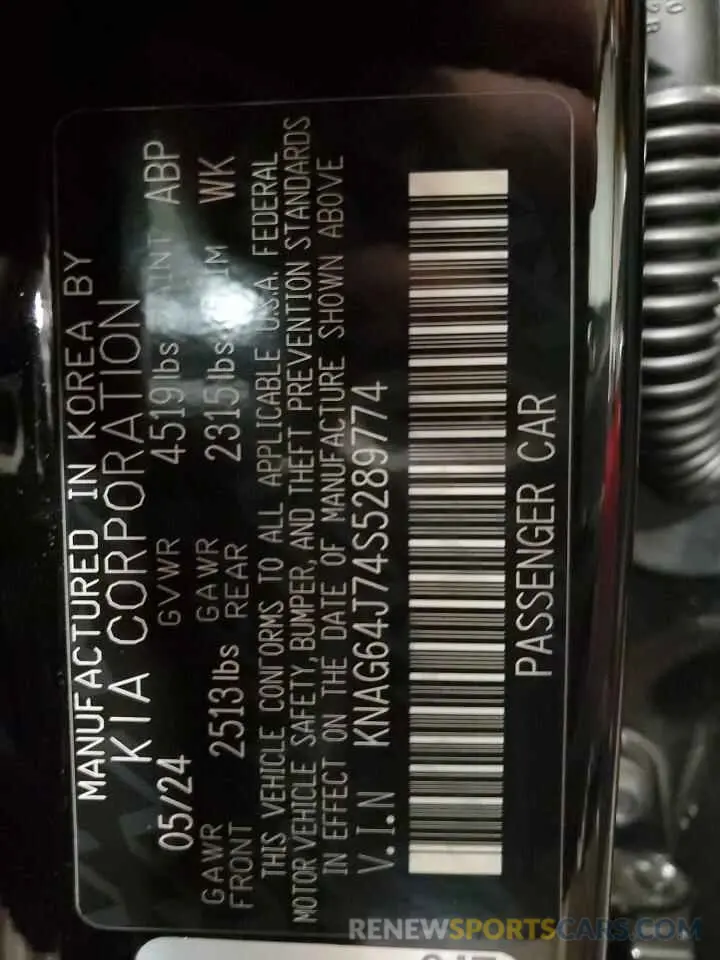 MANUFACTURED IN KOREA BY
KIA CORPORATION
05/24 GVWR 4519lbs ABP
GAWR FRONT 2513lbs GAWR REAR 2315lbs WK
THIS VEHICLE CONFORMS TO ALL APPLICABLE U.S.A. FEDERAL
MOTOR VEHICLE SAFETY, BUMPER, AND THEFT PREVENTION STANDARDS
IN EFFECT ON THE DATE OF MANUFACTURE SHOWN ABOVE
V.I.N KNAG64J74S5289774
PASSENGER CAR
RENEWSPORTSCARS.COM